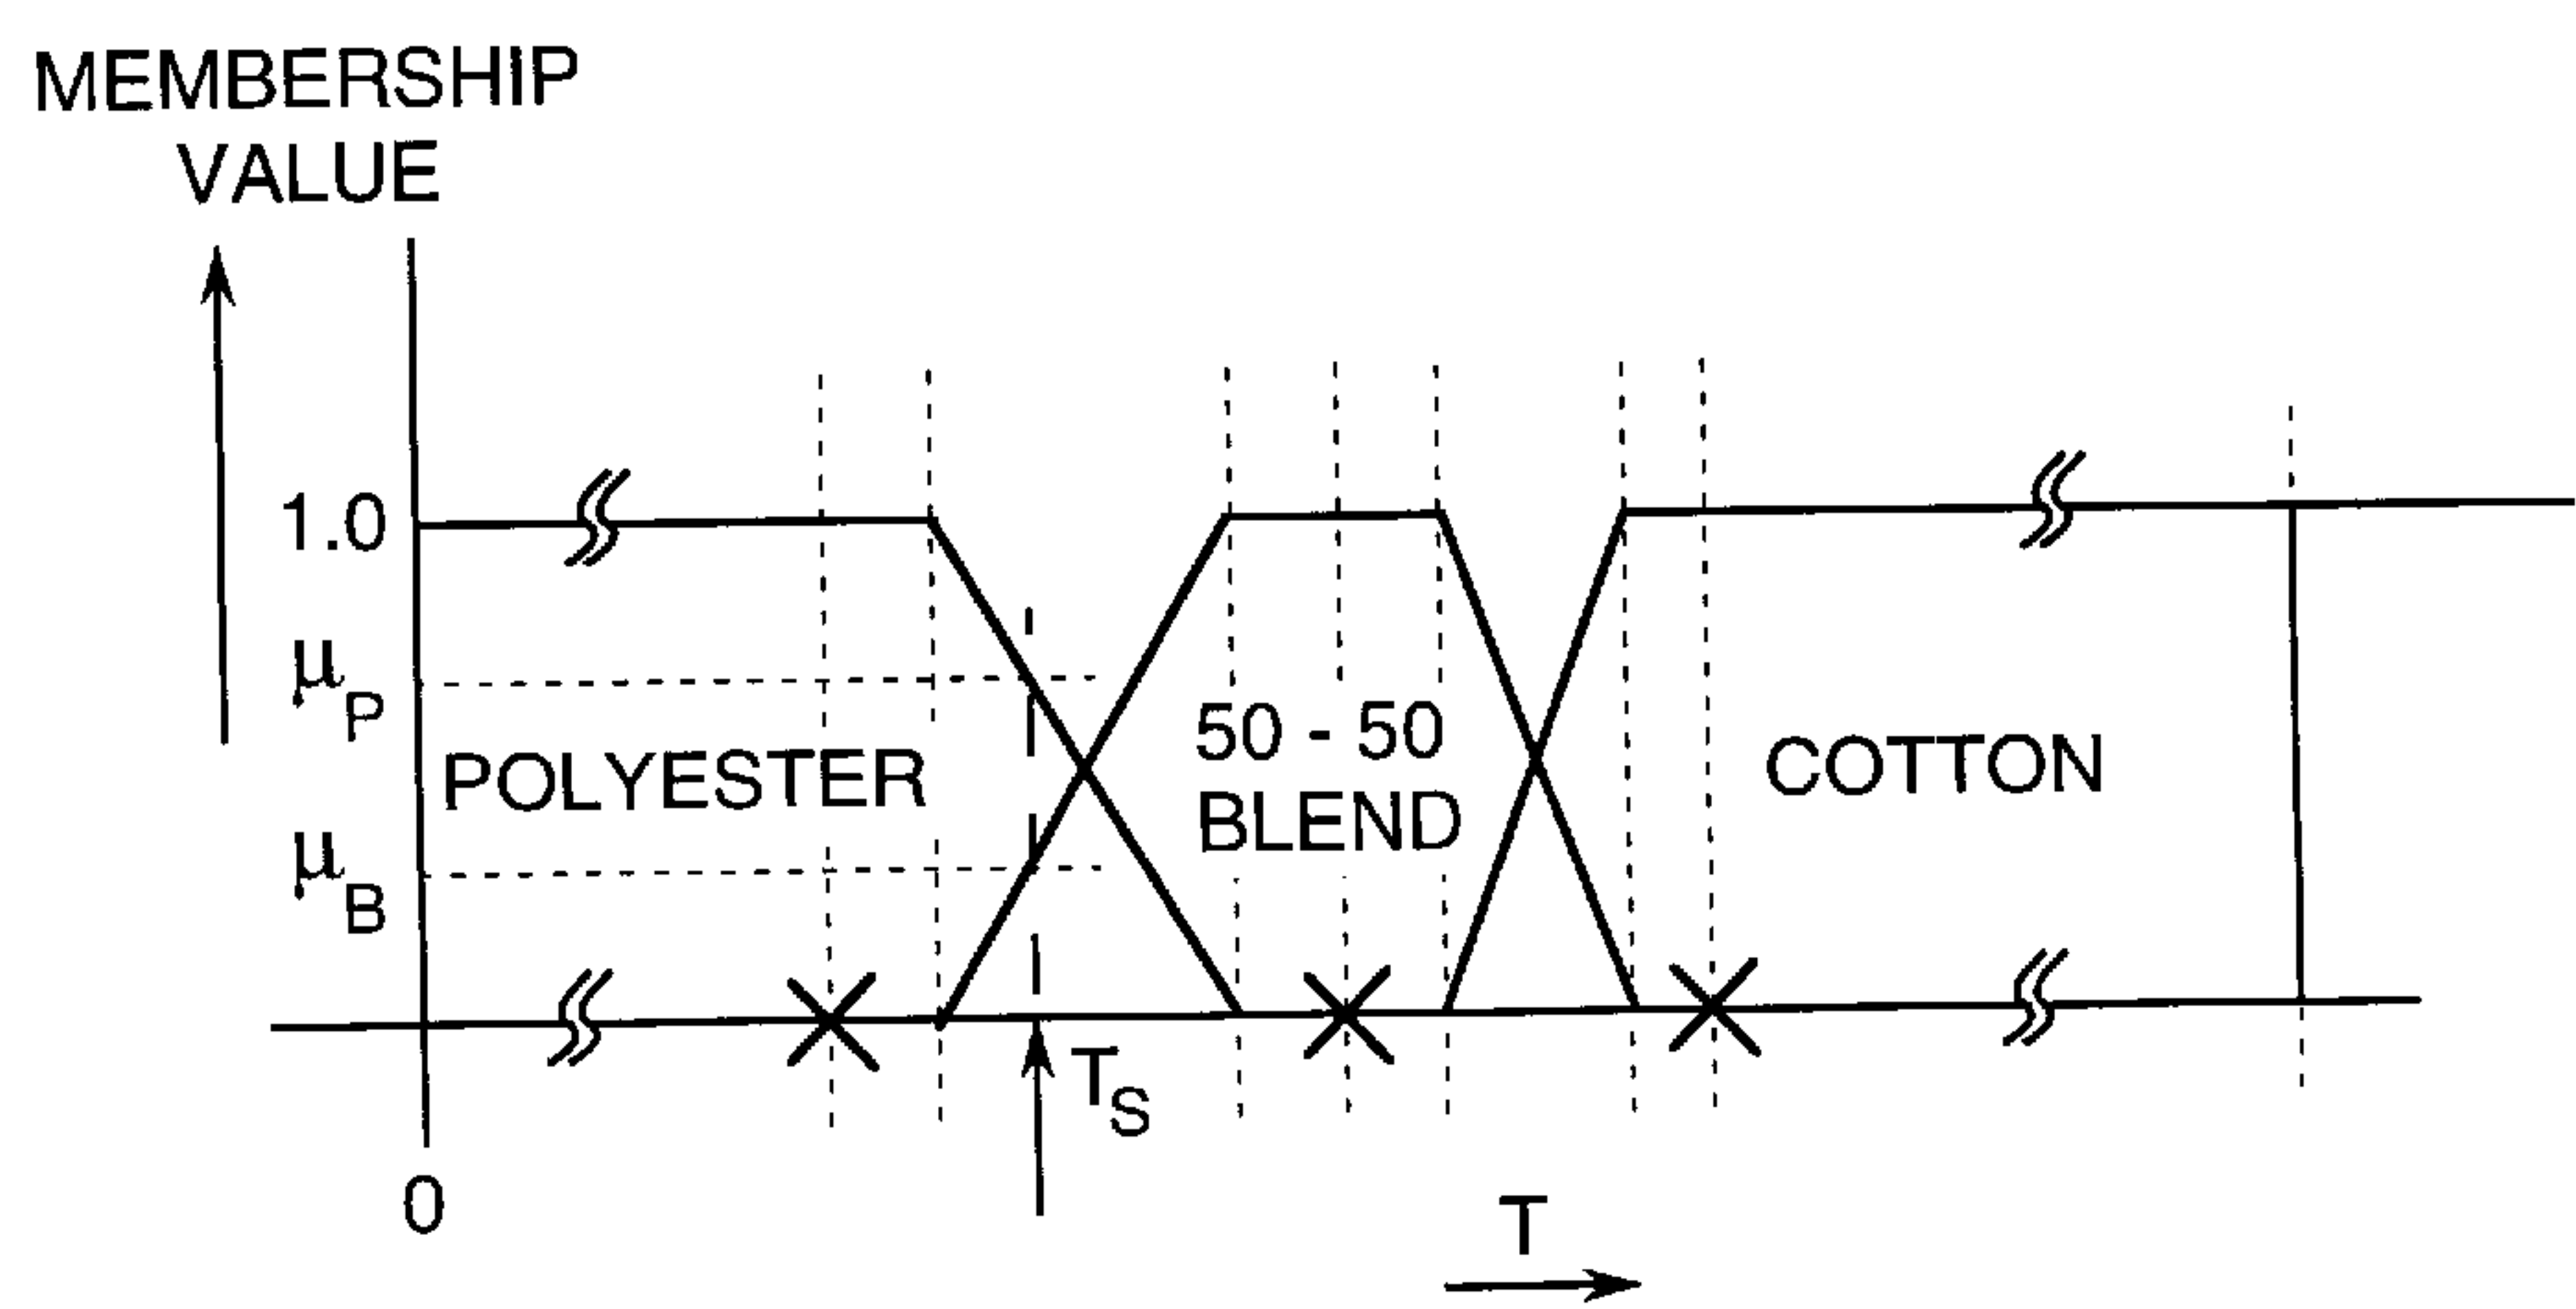 MEMBERSHIP
VALUE
1.0
μP
POLYESTER
μB
50 - 50
BLEND
COTTON
TS
0
T